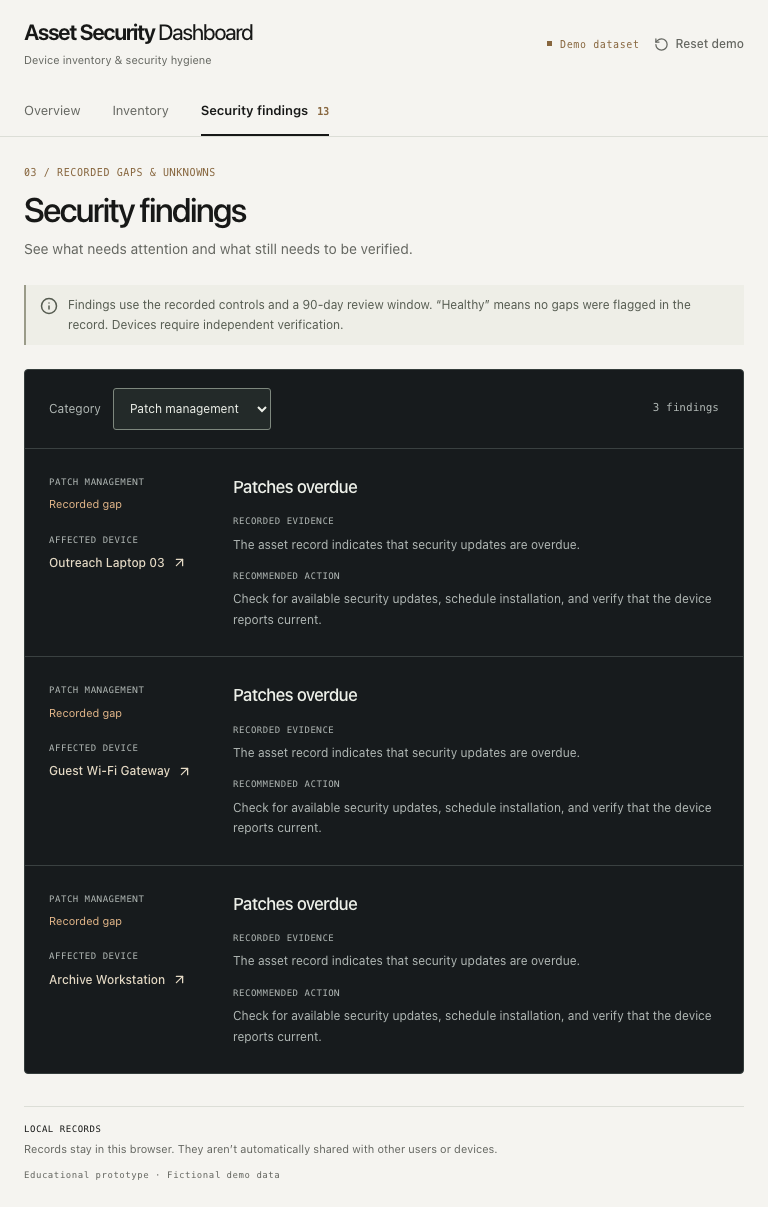 Asset Security Dashboard
Device inventory & security hygiene
Demo dataset
Reset demo
Overview
Inventory
Security findings 13
03 / RECORDED GAPS & UNKNOWNS
Security findings
See what needs attention and what still needs to be verified.
Findings use the recorded controls and a 90-day review window. “Healthy” means no gaps were flagged in the
record. Devices require independent verification.
Category
Patch management
3 findings
PATCH MANAGEMENT
Recorded gap
AFFECTED DEVICE
Outreach Laptop 03
Patches overdue
RECORDED EVIDENCE
The asset record indicates that security updates are overdue.
RECOMMENDED ACTION
Check for available security updates, schedule installation, and verify that the device
reports current.
PATCH MANAGEMENT
Recorded gap
AFFECTED DEVICE
Guest Wi-Fi Gateway
Patches overdue
RECORDED EVIDENCE
The asset record indicates that security updates are overdue.
RECOMMENDED ACTION
Check for available security updates, schedule installation, and verify that the device
reports current.
PATCH MANAGEMENT
Recorded gap
AFFECTED DEVICE
Archive Workstation
Patches overdue
RECORDED EVIDENCE
The asset record indicates that security updates are overdue.
RECOMMENDED ACTION
Check for available security updates, schedule installation, and verify that the device
reports current.
LOCAL RECORDS
Records stay in this browser. They aren’t automatically shared with other users or devices.
Educational prototype · Fictional demo data